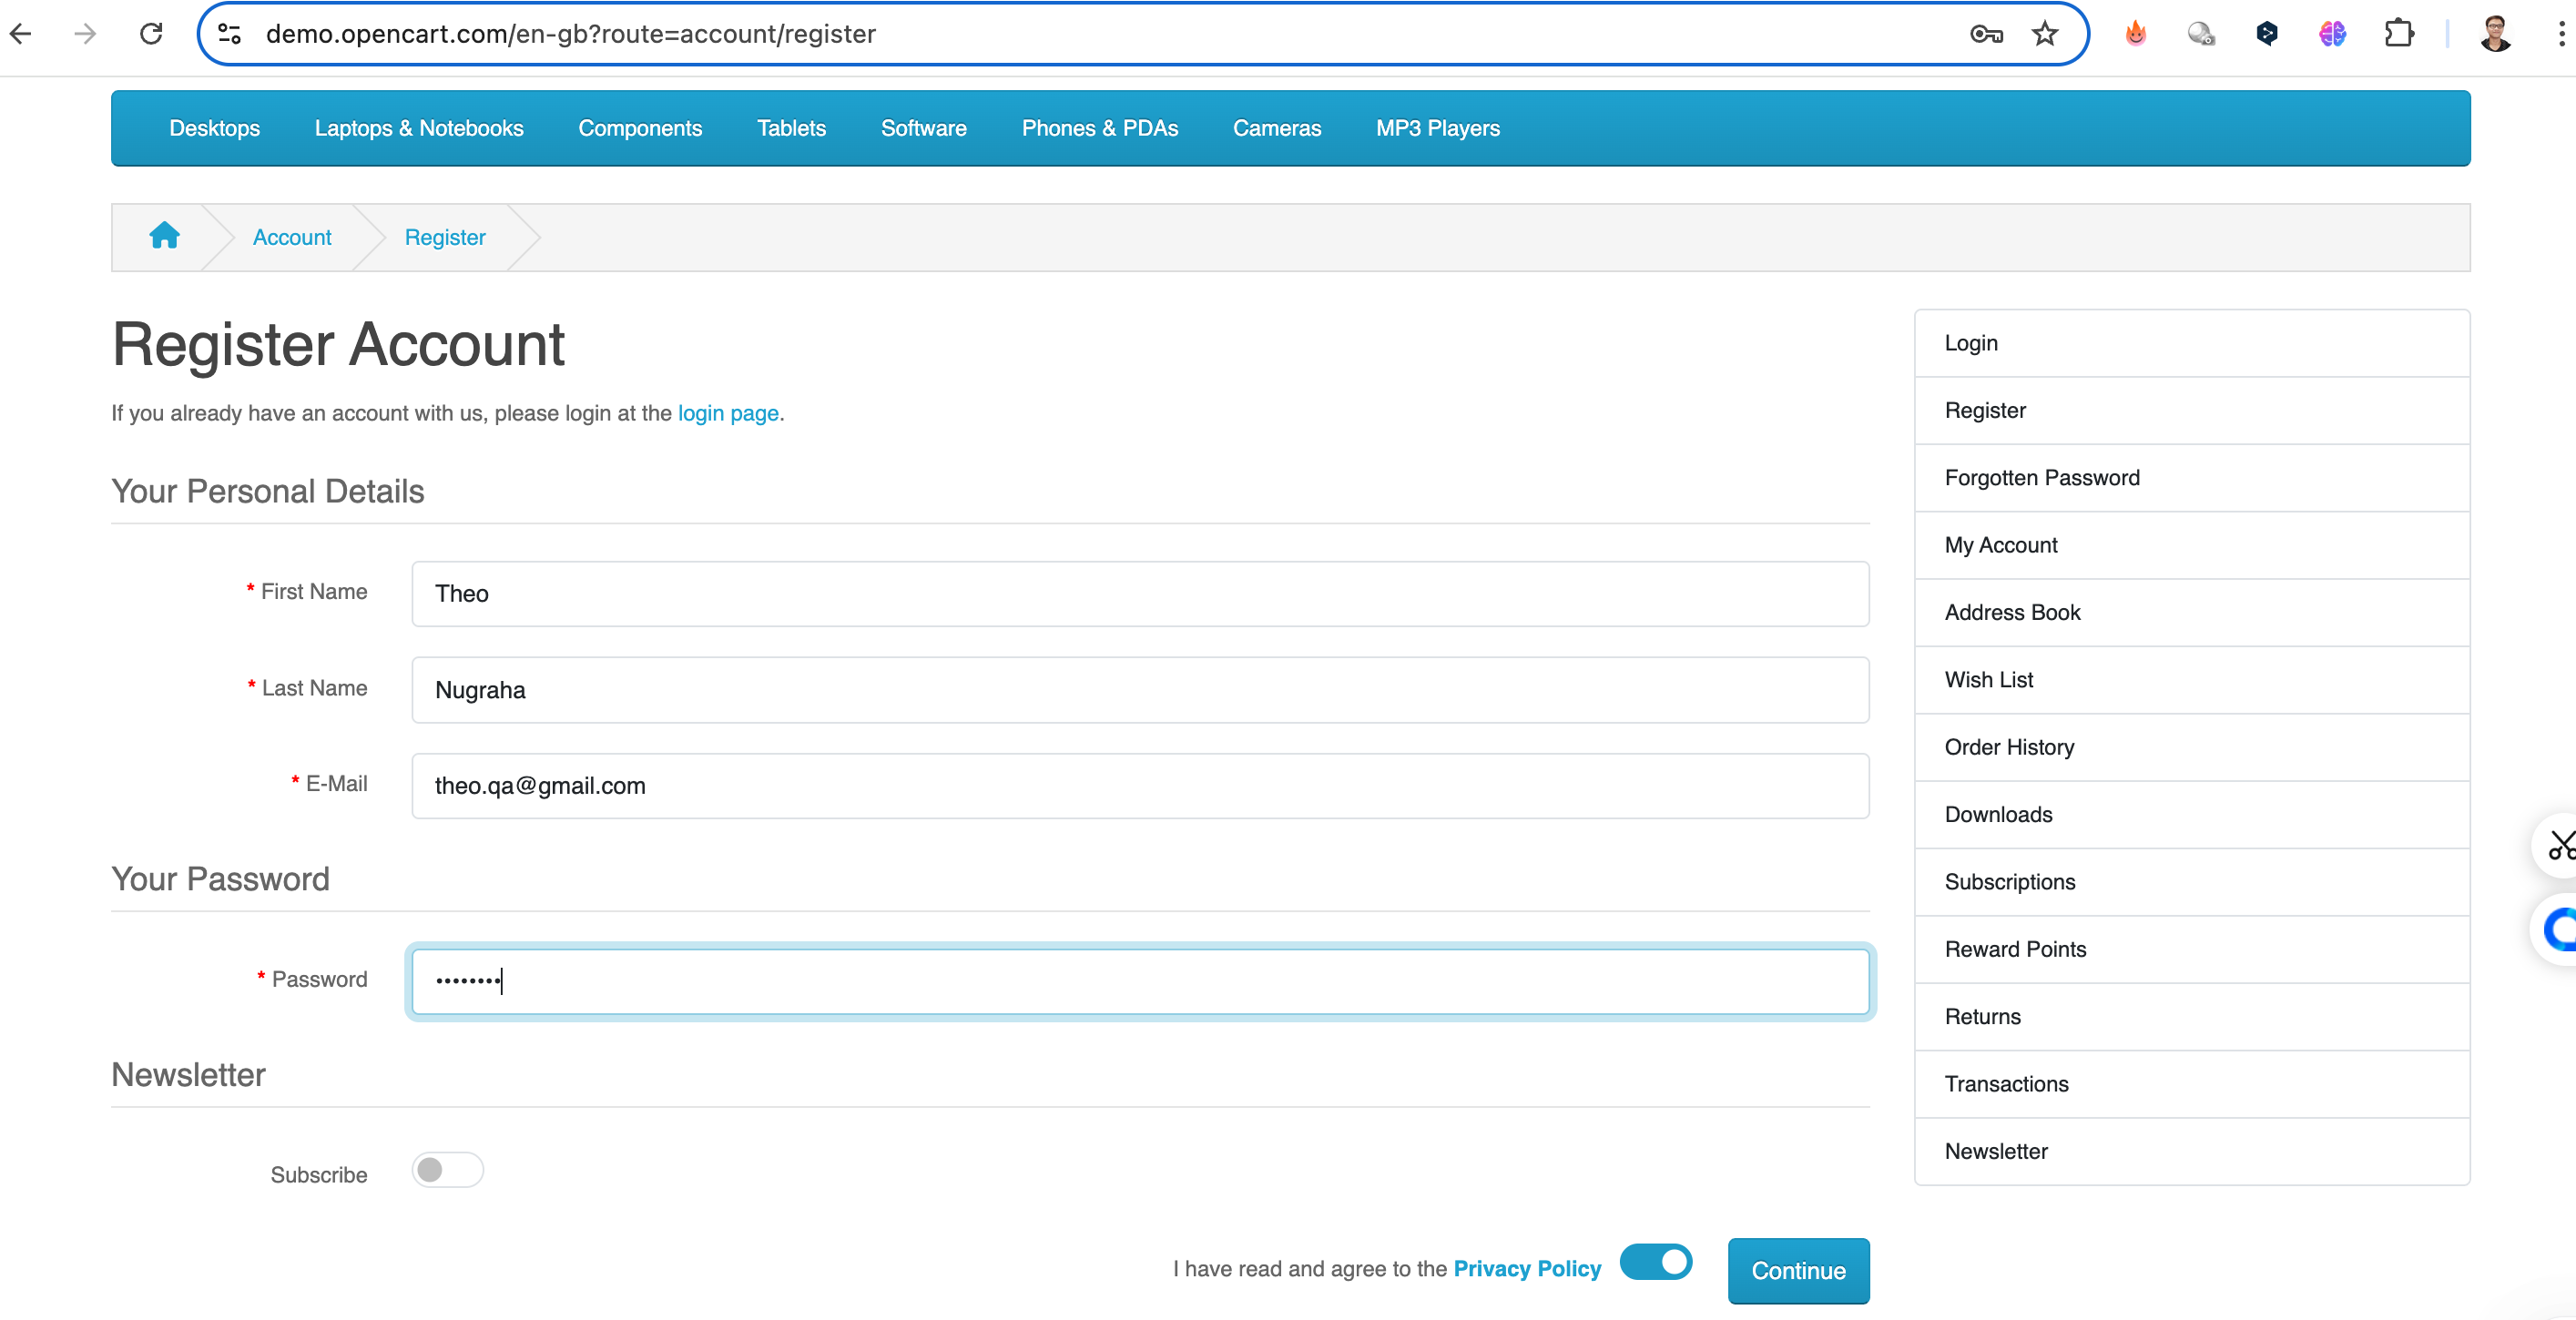 demo.opencart.com/en-gb?route=account/register
Desktops Laptops & Notebooks Components Tablets Software Phones & PDAs Cameras MP3 Players
Account Register
Register Account
If you already have an account with us, please login at the login page.
Your Personal Details
* First Name Theo
* Last Name Nugraha
* E-Mail theo.qa@gmail.com
Your Password
* Password ••••••••
Newsletter
Subscribe
I have read and agree to the Privacy Policy Continue
Login
Register
Forgotten Password
My Account
Address Book
Wish List
Order History
Downloads
Subscriptions
Reward Points
Returns
Transactions
Newsletter